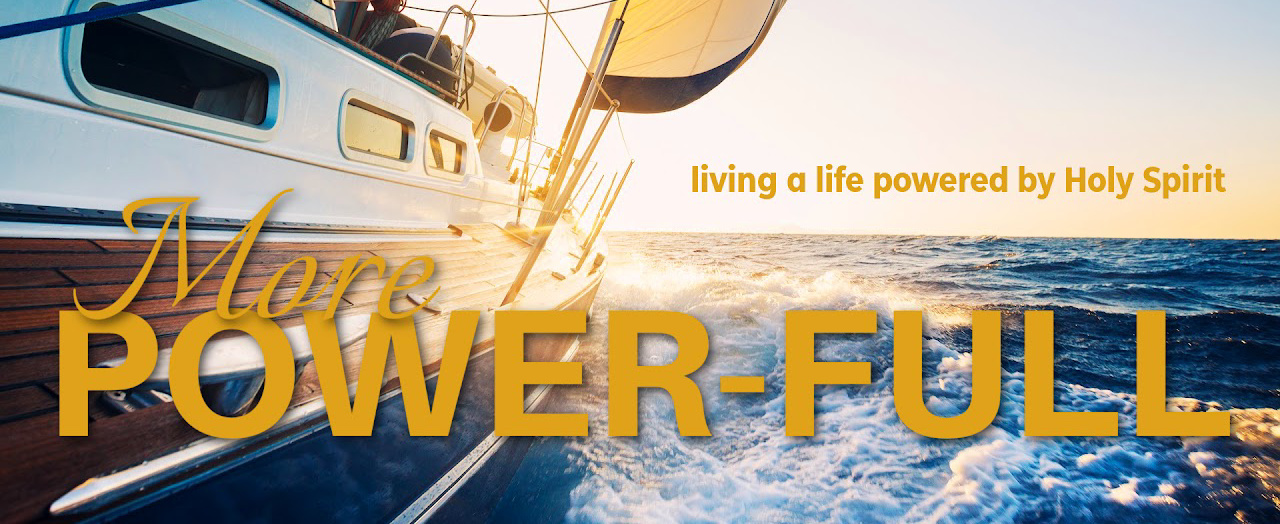 living a life powered by Holy Spirit
More
POWER-FULL